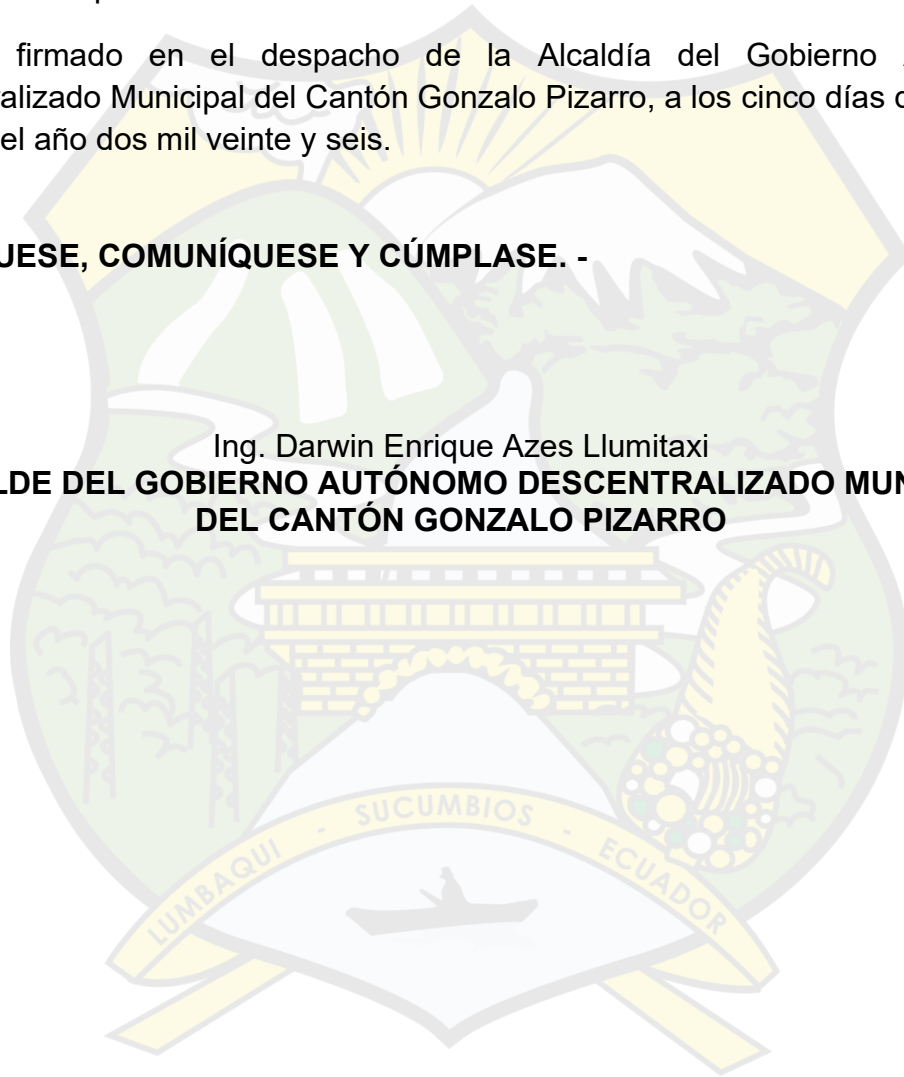 firmado en el despacho de la Alcaldía del Gobierno
alizado Municipal del Cantón Gonzalo Pizarro, a los cinco días
el año dos mil veinte y seis.
UESE, COMUNÍQUESE Y CÚMPLASE. -
Ing. Darwin Enrique Azes Llumitaxi
LDE DEL GOBIERNO AUTÓNOMO DESCENTRALIZADO MUN
DEL CANTÓN GONZALO PIZARRO
LUMBAQUI - SUCUMBIOS - ECUADOR